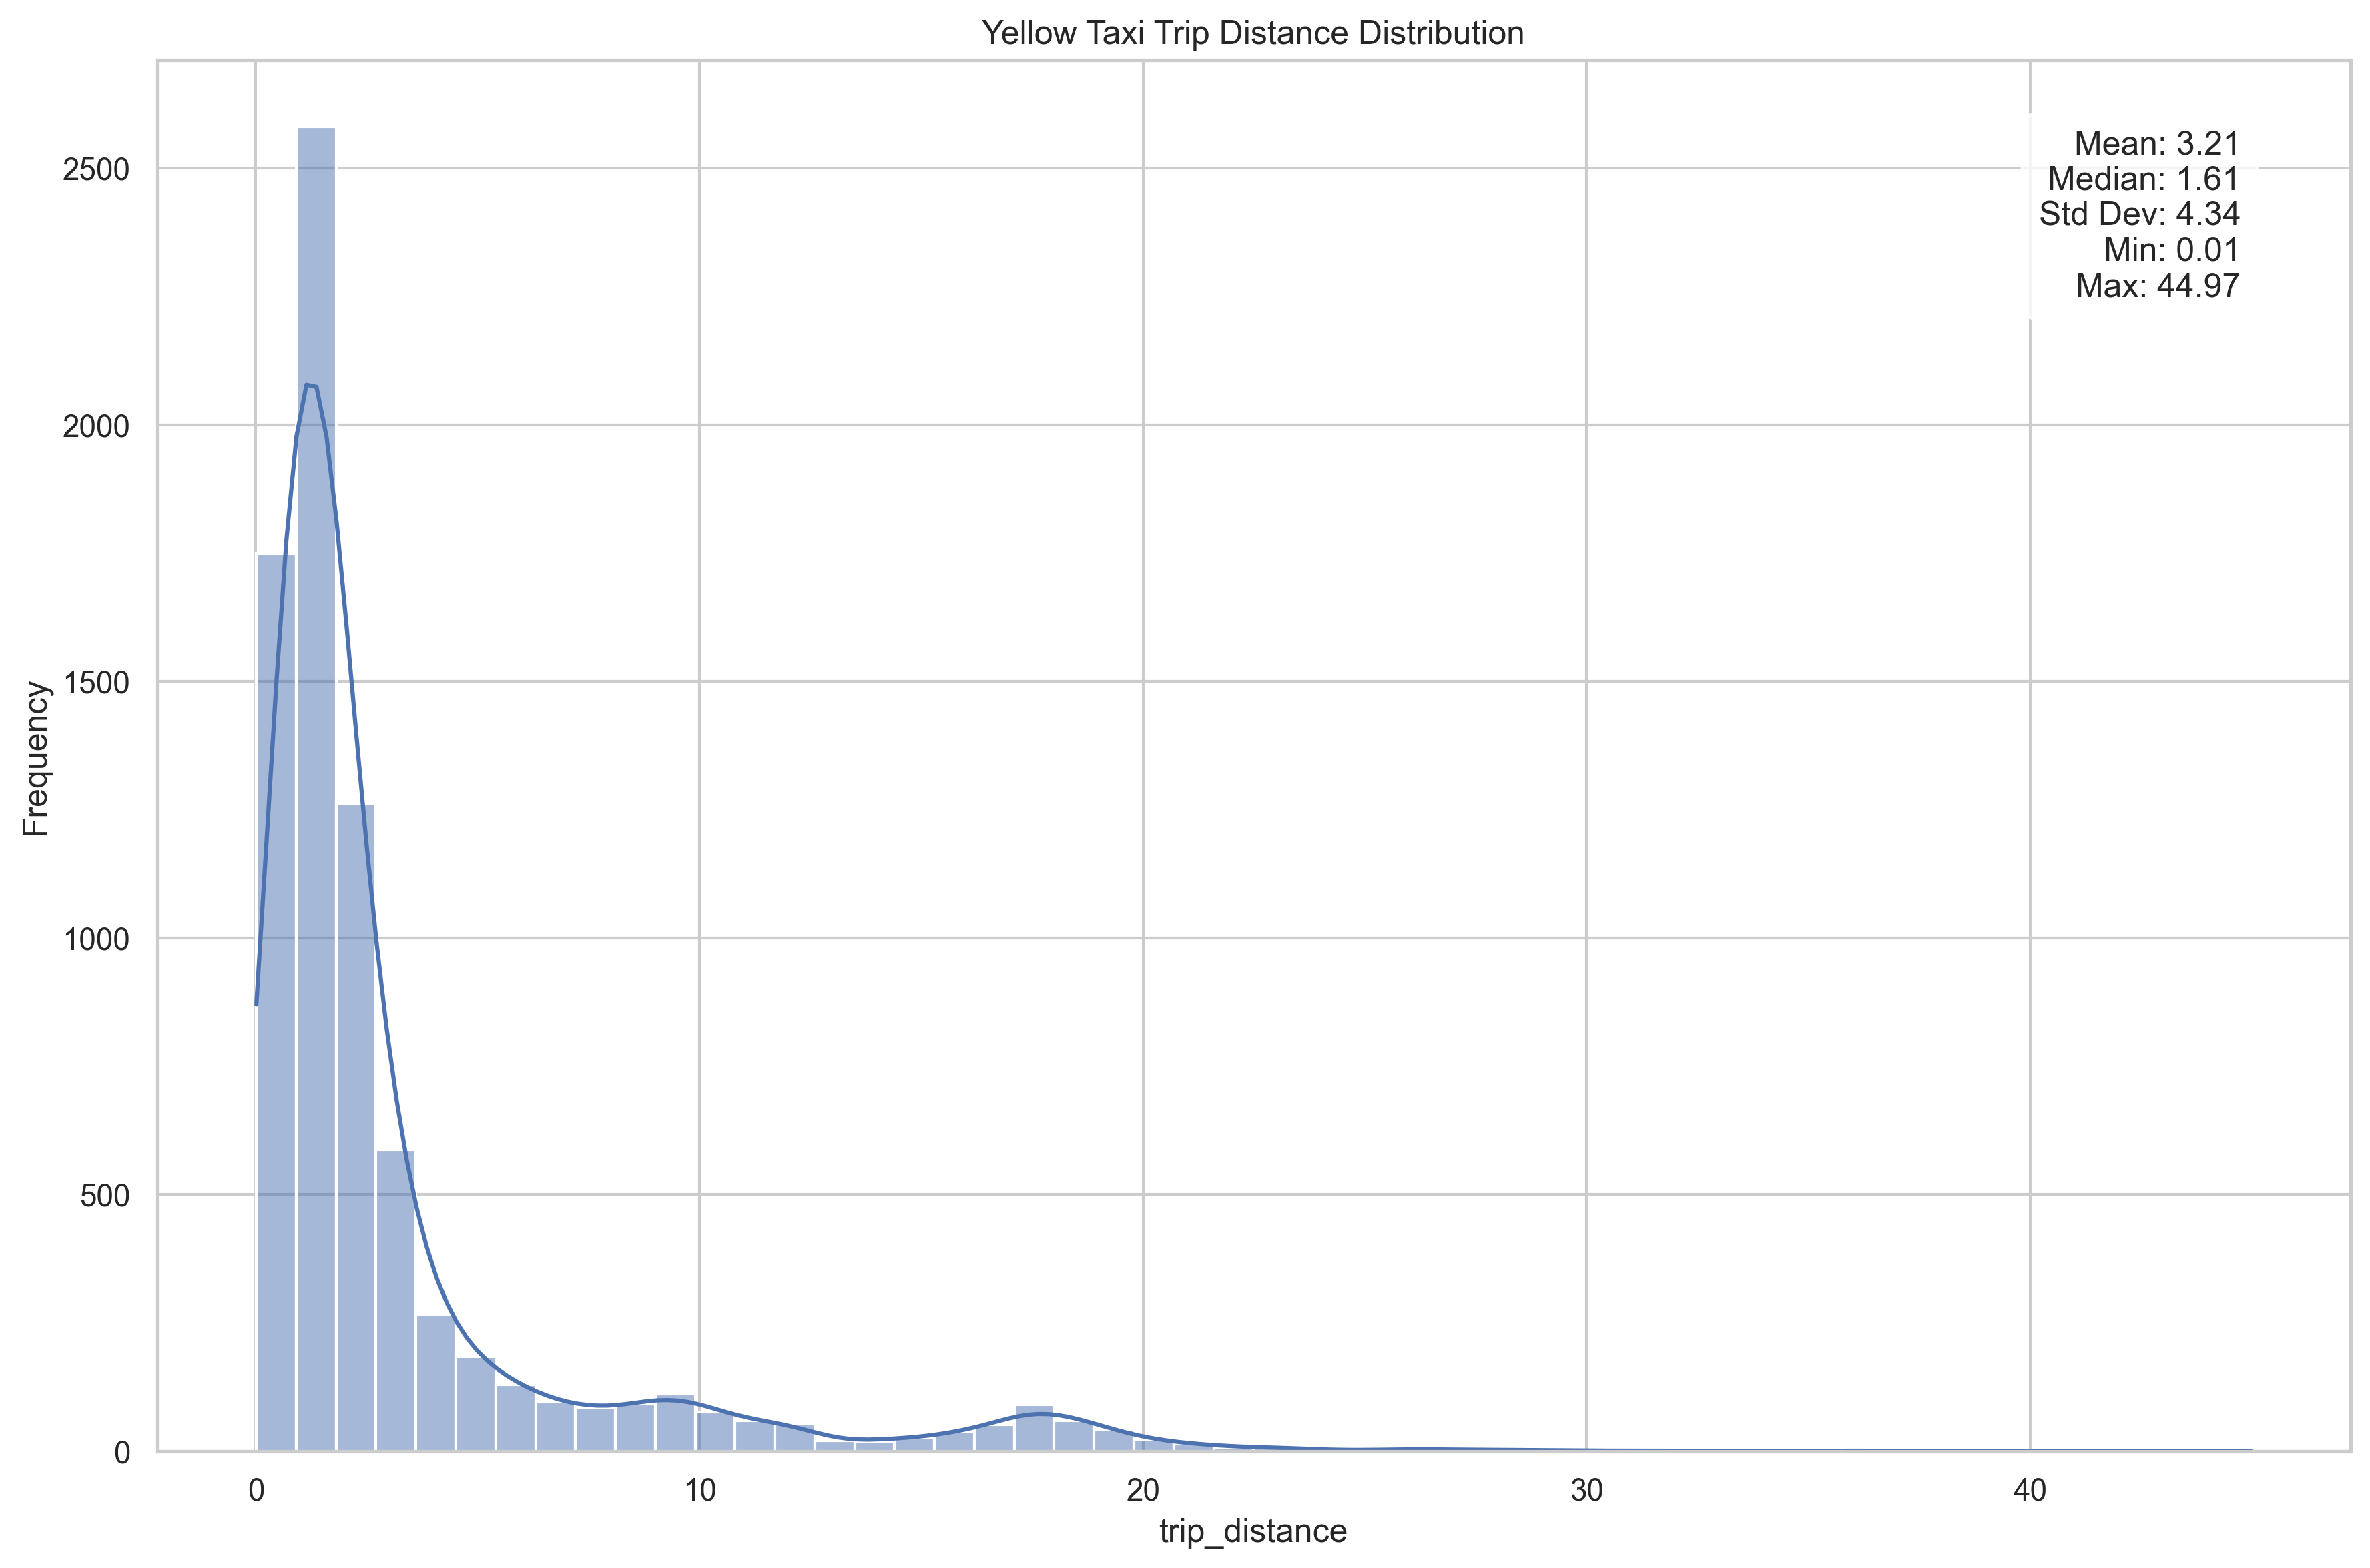 Yellow Taxi Trip Distance Distribution
Mean: 3.21
Median: 1.61
Std Dev: 4.34
Min: 0.01
Max: 44.97
Frequency
2500
2000
1500
1000
500
0
0 10 20 30 40
trip_distance